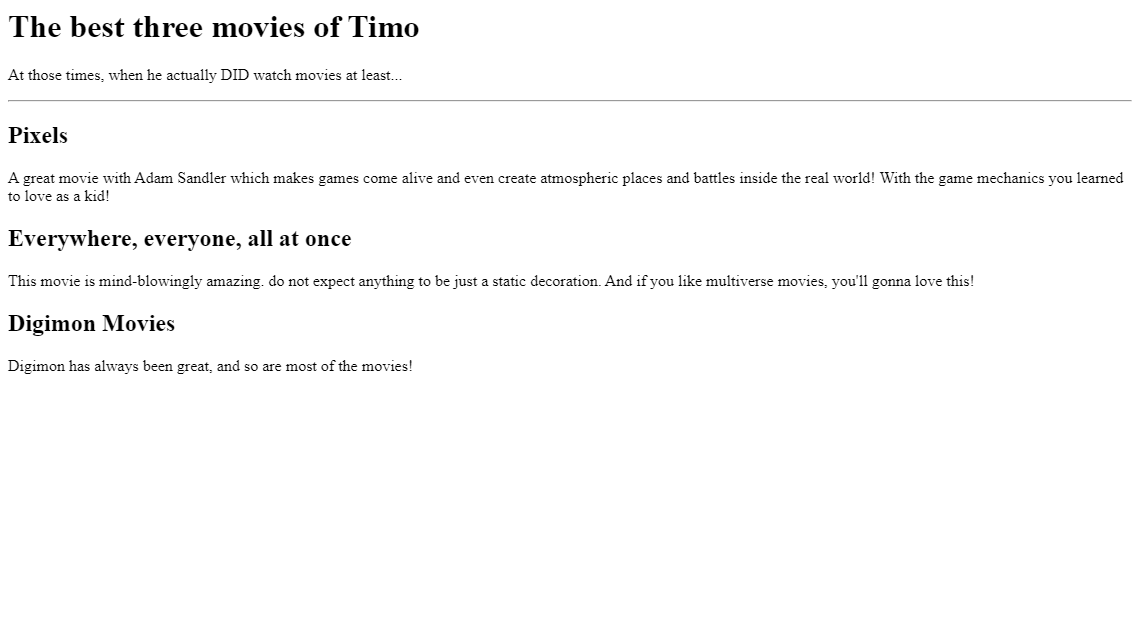 The best three movies of Timo
At those times, when he actually DID watch movies at least...
Pixels
A great movie with Adam Sandler which makes games come alive and even create atmospheric places and battles inside the real world! With the game mechanics you learned
to love as a kid!
Everywhere, everyone, all at once
This movie is mind-blowingly amazing. do not expect anything to be just a static decoration. And if you like multiverse movies, you'll gonna love this!
Digimon Movies
Digimon has always been great, and so are most of the movies!